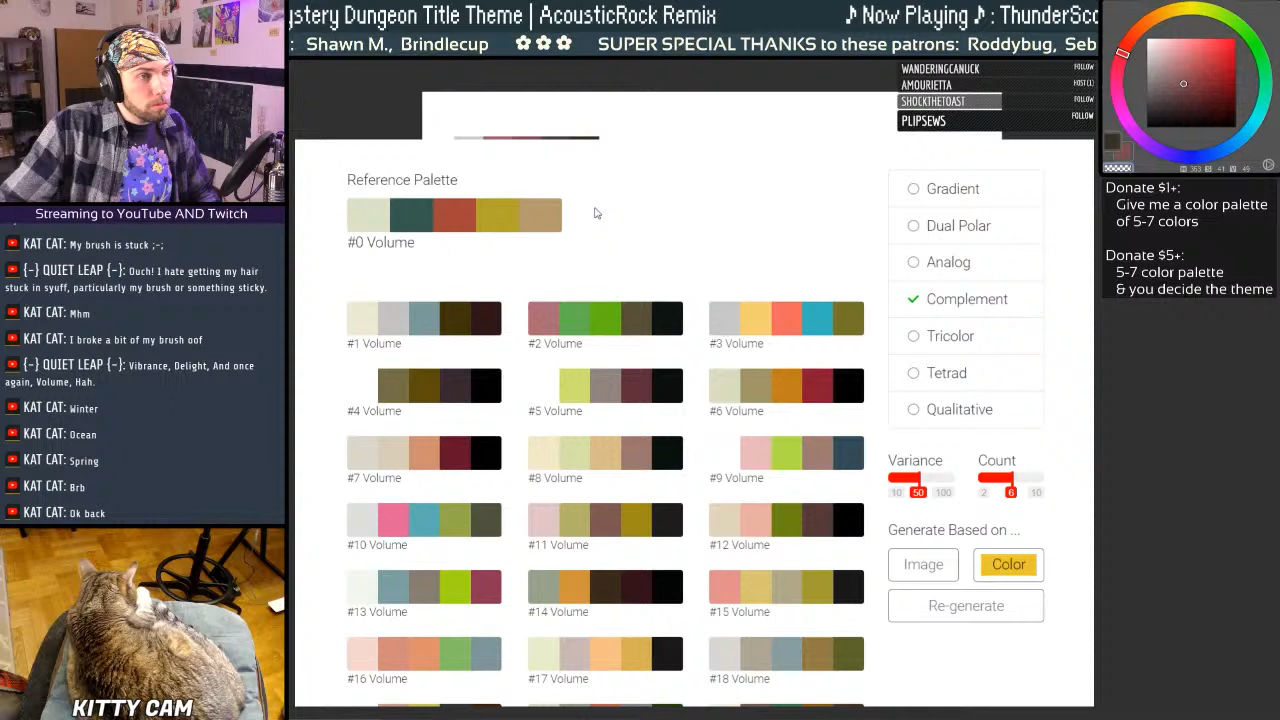 ystery Dungeon Title Theme | AcousticRock Remix
♪ Now Playing ♪ : ThunderSco
: Shawn M., Brindlecup ✿ ✿ ✿ SUPER SPECIAL THANKS to these patrons: Roddybug, Seb
WANDERINGCANUCK FOLLOW
AMOURIETTA HOST (1)
SHOCKTHETOAST FOLLOW
PLIPSEWS FOLLOW
Streaming to YouTube AND Twitch
KAT CAT: My brush is stuck ;-;
{-} QUIET LEAP {-}: Ouch! I hate getting my hair
stuck in syuff, particularly my brush or something sticky.
KAT CAT: Mhm
KAT CAT: I broke a bit of my brush oof
{-} QUIET LEAP {-}: Vibrance, Delight, And once
again, Volume, Hah.
KAT CAT: Winter
KAT CAT: Ocean
KAT CAT: Spring
KAT CAT: Brb
KAT CAT: Ok back
KITTY CAM
Reference Palette
#0 Volume
#1 Volume
#2 Volume
#3 Volume
#4 Volume
#5 Volume
#6 Volume
#7 Volume
#8 Volume
#9 Volume
#10 Volume
#11 Volume
#12 Volume
#13 Volume
#14 Volume
#15 Volume
#16 Volume
#17 Volume
#18 Volume
Gradient
Dual Polar
Analog
Complement
Tricolor
Tetrad
Qualitative
Variance
10 50 100
Count
2 6 10
Generate Based on ...
Image
Color
Re-generate
353 41 49
Donate $1+:
Give me a color palette
of 5-7 colors
Donate $5+:
5-7 color palette
& you decide the theme